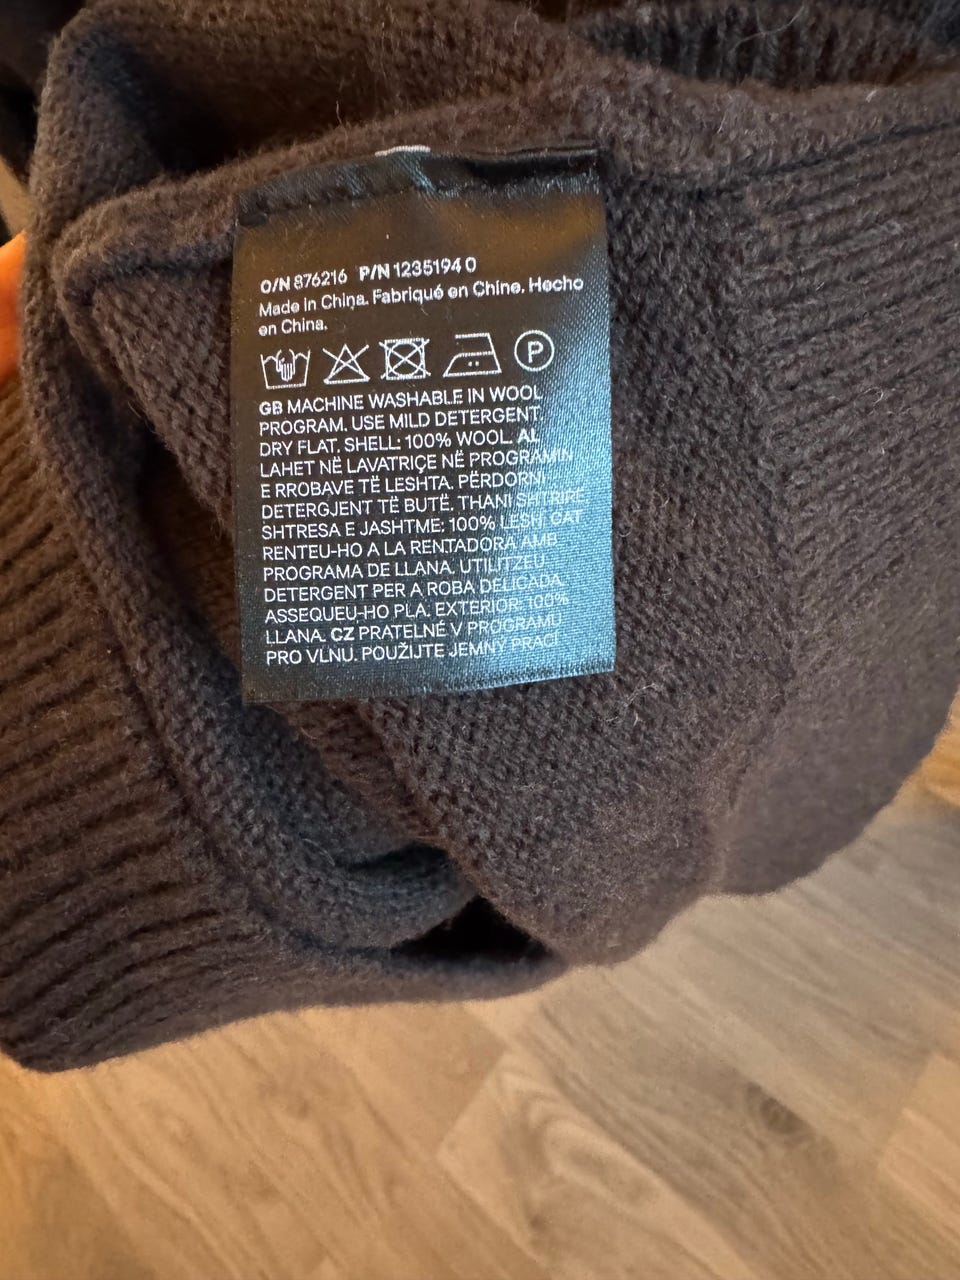 O/N 876216 P/N 1235194 0
Made in China. Fabriqué en Chine. Hecho
en China.
P
GB MACHINE WASHABLE IN WOOL
PROGRAM. USE MILD DETERGENT
DRY FLAT. SHELL: 100% WOOL. AL
LAHET NË LAVATRIÇE NË PROGRAMIN
E RROBAVE TË LESHTA. PËRDORNI
DETERGJENT TË BUTË. THANI SHTRIRË
SHTRESA E JASHTME: 100% LESH. CAT
RENTEU-HO A LA RENTADORA AMB
PROGRAMA DE LLANA. UTILITZEU
DETERGENT PER A ROBA DELICADA.
ASSEQUEU-HO PLA. EXTERIOR: 100%
LLANA. CZ PRATELNÉ V PROGRAMU
PRO VLNU. POUŽIJTE JEMNÝ PRACÍ